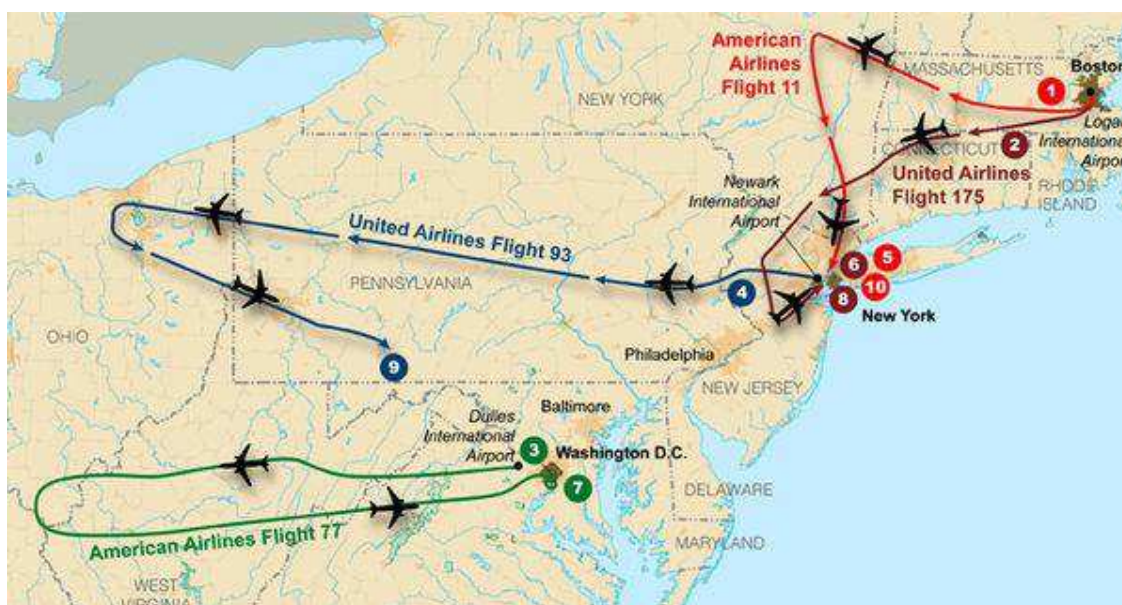 American
Airlines
Flight 11
MASSACHUSETTS
Boston
1
NEW YORK
Logan
International
Airport
2
CONNECTICUT
United Airlines
Flight 175
RHODE
ISLAND
Newark
International
Airport
United Airlines Flight 93
PENNSYLVANIA
4
6
5
10
8
New York
OHIO
9
Philadelphia
NEW JERSEY
Baltimore
Dulles
International
Airport
3
Washington D.C.
7
DELAWARE
American Airlines Flight 77
MARYLAND
WEST
VIRGINIA